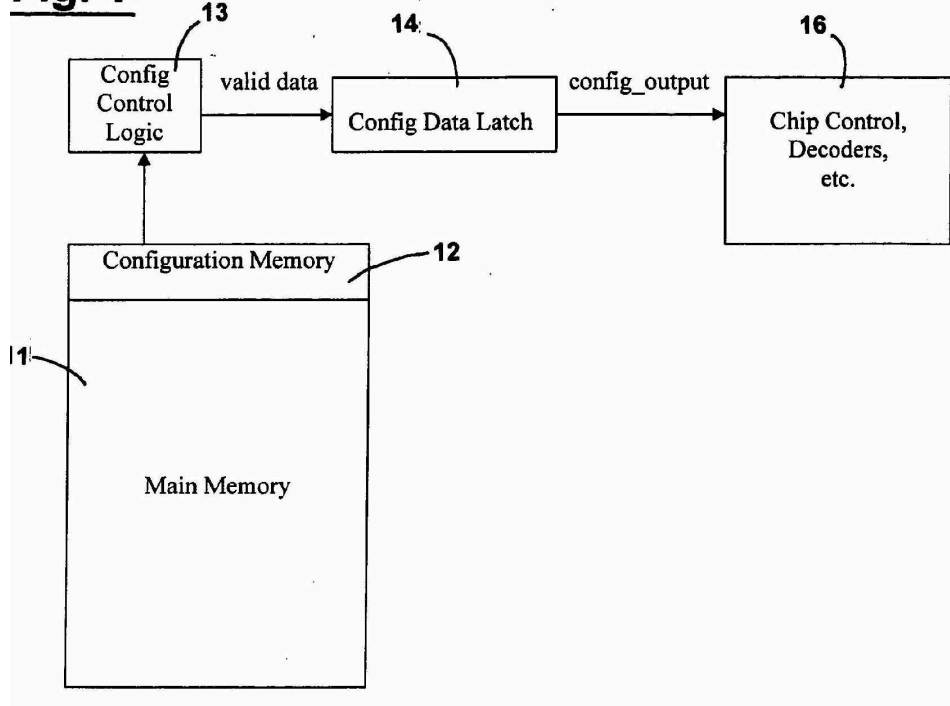 13
14
16
Config
Control
Logic
valid data
Config Data Latch
config_output
Chip Control,
Decoders,
etc.
Configuration Memory
12
11
Main Memory